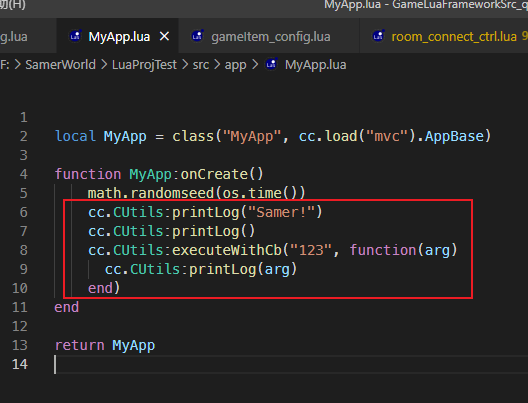 助(H)
MyApp.lua - GameLuaFrameworkSrc_q
g.lua
MyApp.lua
gameItem_config.lua
room_connect_ctrl.lua 9
F: > SamerWorld > LuaProjTest > src > app > MyApp.lua
1
2 local MyApp = class("MyApp", cc.load("mvc").AppBase)
3
4 function MyApp:onCreate()
5 math.randomseed(os.time())
6 cc.CUtils:printLog("Samer!")
7 cc.CUtils:printLog()
8 cc.CUtils:executeWithCb("123", function(arg)
9 cc.CUtils:printLog(arg)
10 end)
11 end
12
13 return MyApp
14